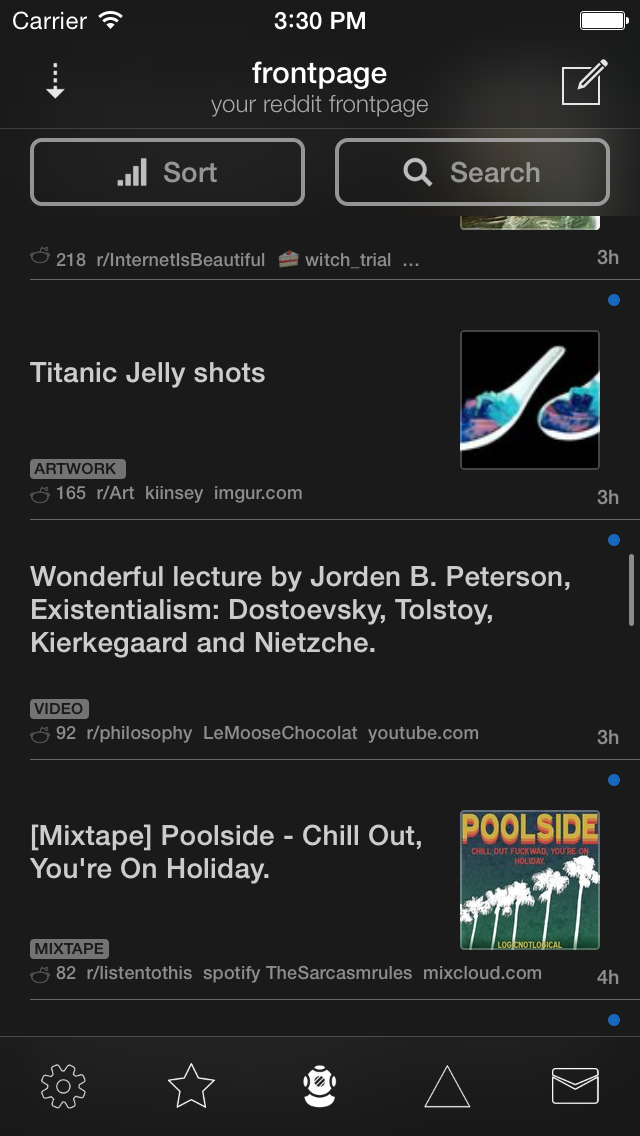 Carrier 3:30 PM
frontpage
your reddit frontpage
Sort Search
218 r/InternetIsBeautiful 🍰 witch_trial ... 3h
Titanic Jelly shots
ARTWORK
165 r/Art kiinsey imgur.com 3h
Wonderful lecture by Jorden B. Peterson,
Existentialism: Dostoevsky, Tolstoy,
Kierkegaard and Nietzche.
VIDEO
92 r/philosophy LeMooseChocolat youtube.com 3h
[Mixtape] Poolside - Chill Out,
You're On Holiday.
POOLSIDE
CHILL OUT FUCKWAD, YOU'RE ON
HOLIDAY.
LOGICNOTLOGICAL
MIXTAPE
82 r/listentothis spotify TheSarcasmrules mixcloud.com 4h